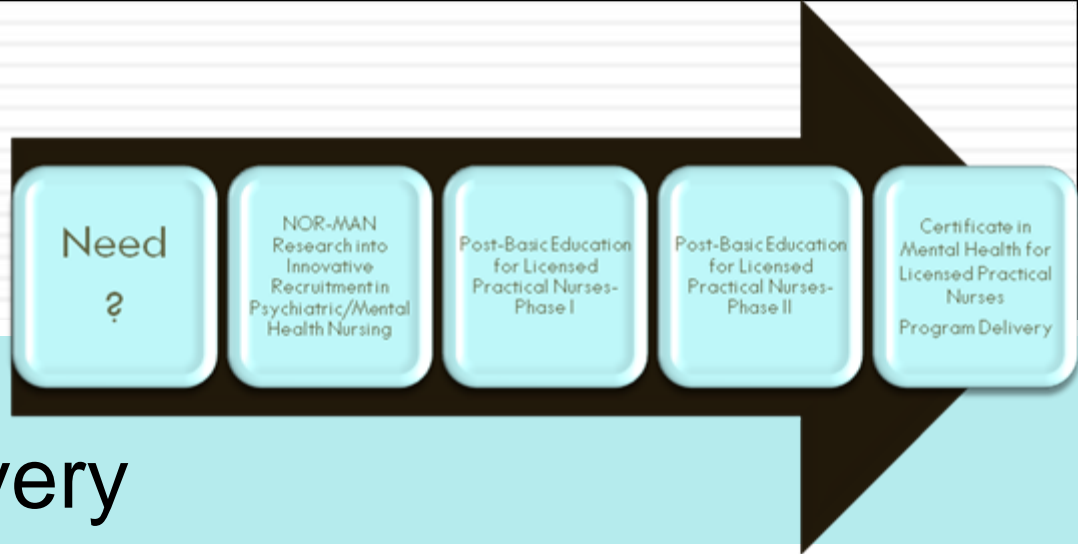 Need
?
NOR-MAN
Research into
Innovative
Recruitment in
Psychiatric/Mental
Health Nursing
Post-Basic Education
for Licensed
Practical Nurses-
Phase I
Post-Basic Education
for Licensed
Practical Nurses-
Phase II
Certificate in
Mental Health for
Licensed Practical
Nurses
Program Delivery